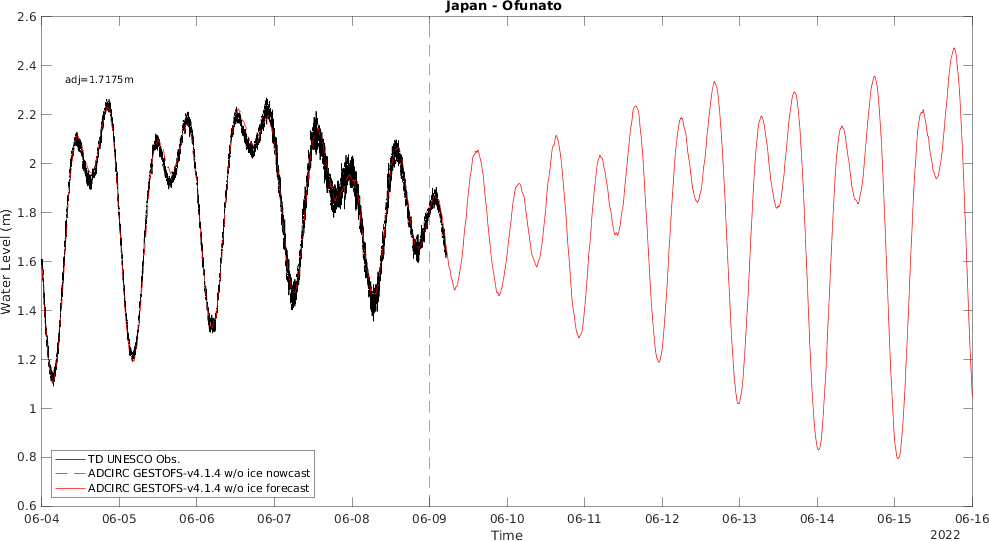 Japan - Ofunato
2.6
2.4
adj=1.7175m
2.2
2
1.8
1.6
1.4
1.2
1
0.8
0.6
Water Level (m)
TD UNESCO Obs.
ADCIRC GESTOFS-v4.1.4 w/o ice nowcast
ADCIRC GESTOFS-v4.1.4 w/o ice forecast
06-04 06-05 06-06 06-07 06-08 06-09 06-10 06-11 06-12 06-13 06-14 06-15 06-16
Time
2022